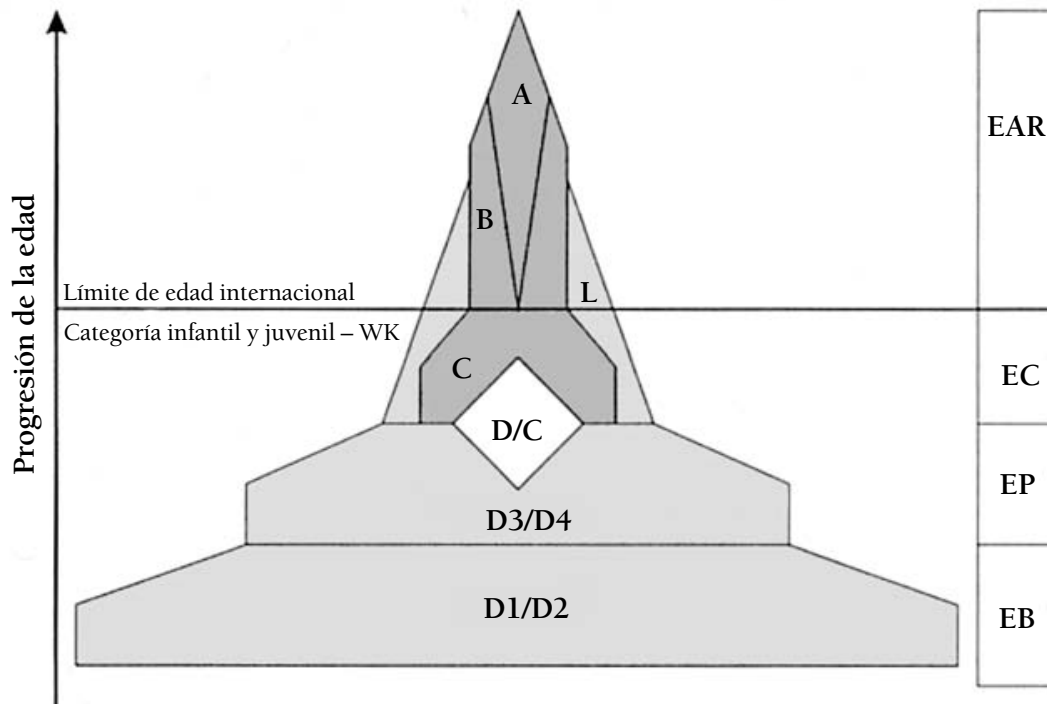 A
EAR
B
Progresión de la edad
Límite de edad internacional
L
Categoría infantil y juvenil – WK
C
EC
D/C
EP
D3/D4
D1/D2
EB